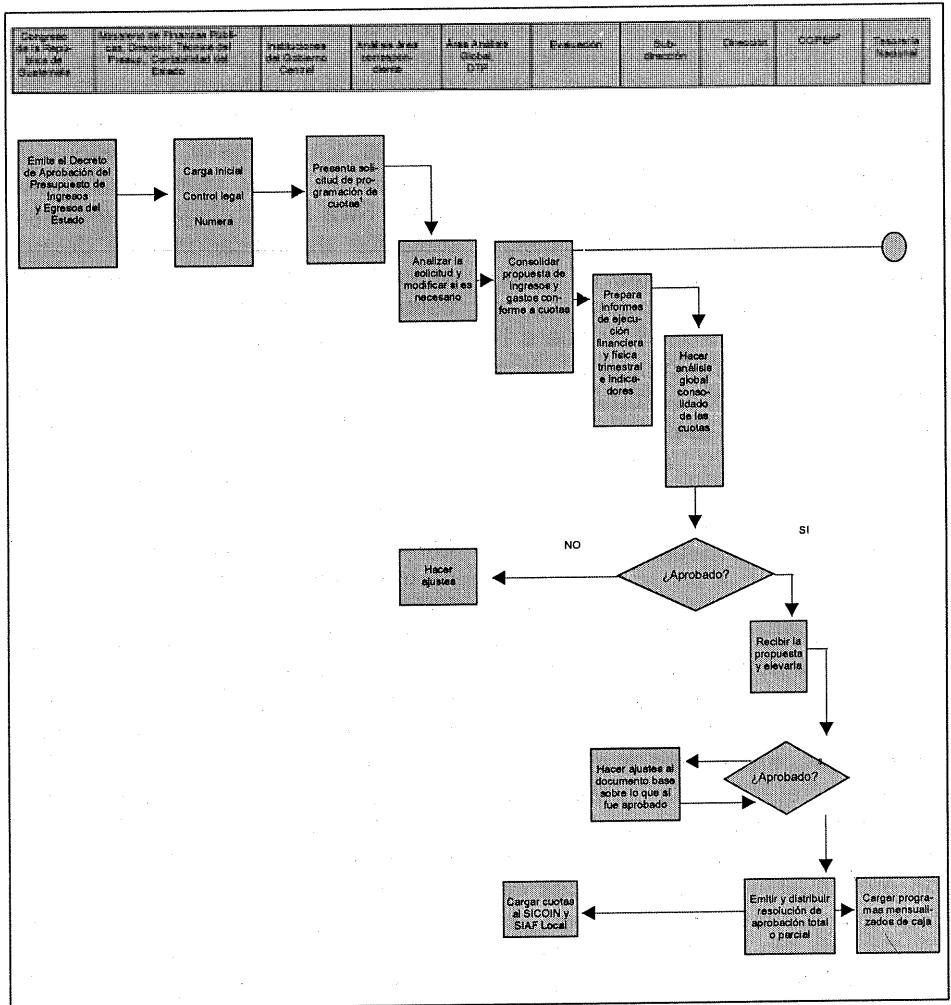 Congreso
de la Repú-
blica de
Guatemala
Ministerio de Finanzas Públi-
cas, Dirección Técnica del
Presup., Contabilidad del
Estado
Instituciones
del Gobierno
Central
Análisis área
correspon-
diente
Área Análisis
Global,
DTP
Evaluación
Sub-
dirección
Dirección
Tesorería
Nacional
Emite el Decreto
de Aprobación del
Presupuesto de
Ingresos
y Egresos del
Estado
Carga inicial
Control legal
Numera
Presenta soli-
citud de pro-
gramación de
cuotas¹
Analizar la
solicitud y
modificar si es
necesario
Consolidar
propuesta de
ingresos y
gastos con-
forme a cuotas
Prepara
informes
de ejecu-
ción
financiera
y física
trimestral
e indica-
dores
Hacer
análisis
global
conso-
lidado
de las
cuotas
NO
SI
¿Aprobado?
Hacer
ajustes
Recibir la
propuesta
y elevarla
¿Aprobado?
Hacer ajustes al
documento base
sobre lo que sí
fue aprobado
Cargar cuotas
al SICOIN y
SIAF Local
Emitir y distribuir
resolución de
aprobación total
o parcial
Cargar progra-
mas mensuali-
zados de caja